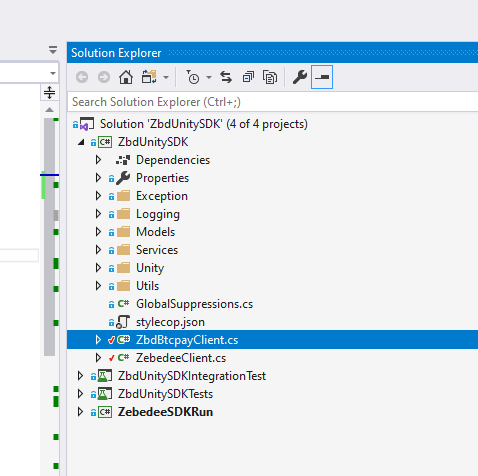 Solution Explorer
Search Solution Explorer (Ctrl+;)
Solution 'ZbdUnitySDK' (4 of 4 projects)
C# ZbdUnitySDK
Dependencies
Properties
Exception
Logging
Models
Services
Unity
Utils
C# GlobalSuppressions.cs
stylecop.json
C# ZbdBtcpayClient.cs
C# ZebedeeClient.cs
ZbdUnitySDKIntegrationTest
ZbdUnitySDKTests
C# ZebedeeSDKRun